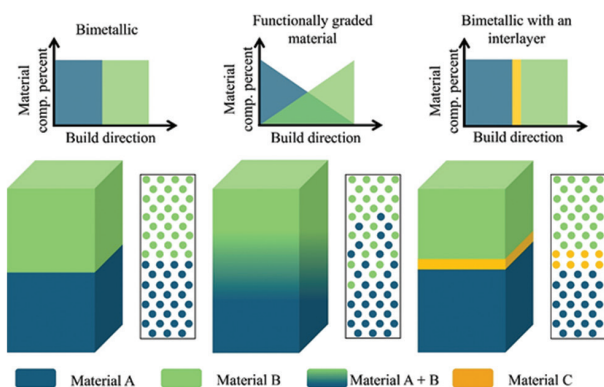 Bimetallic
Material
comp. percent
Build direction
Functionally graded
material
Material
comp. percent
Build direction
Bimetallic with an
interlayer
Material
comp. percent
Build direction
Material A
Material B
Material A + B
Material C